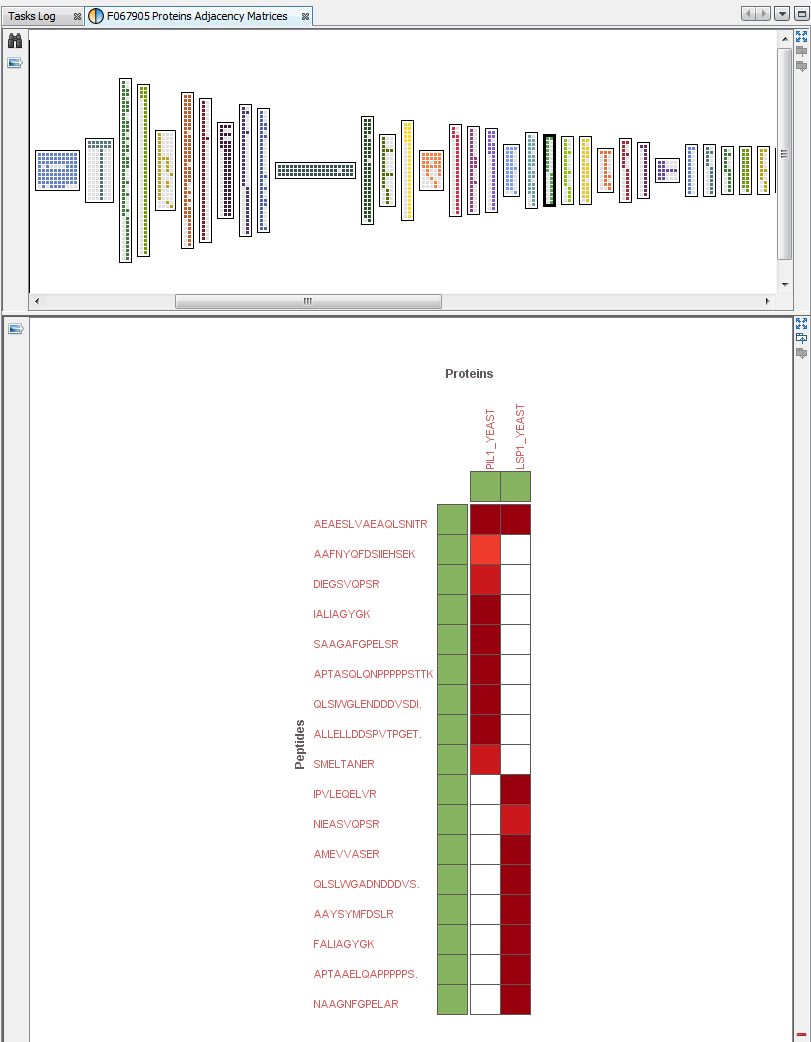 Tasks Log
F067905 Proteins Adjacency Matrices
Proteins
PIL1_YEAST
LSP1_YEAST
Peptides
AEAESLVAEAQLSNITR
AAFNYQFDSIIEHSEK
DIEGSVQPSR
IALIAGYGK
SAAGAFGPELSR
APTASQLQNPPPPPSTTK
QLSIWGLENDDDVSDI.
ALLELLDDSPVTPGET.
SMELTANER
IPVLEQELVR
NIEASVQPSR
AMEVVASER
QLSLWGADNDDDVS.
AAYSYMFDSLR
FALIAGYGK
APTAAELQAPPPPPS.
NAAGNFGPELAR